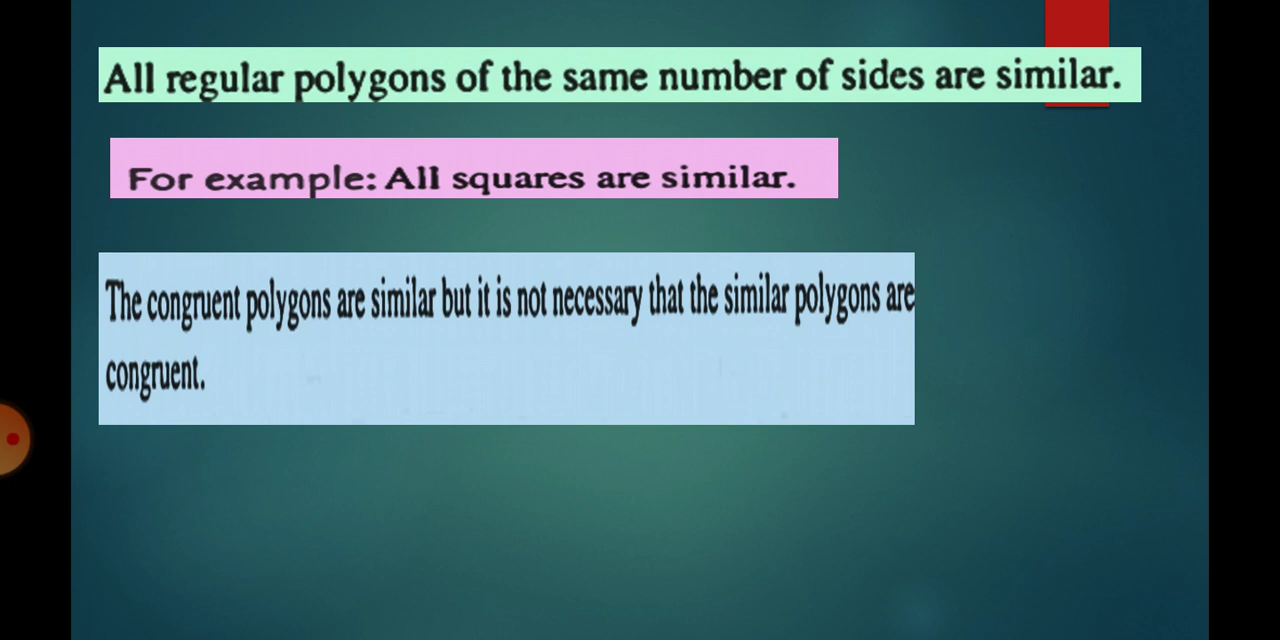 All regular polygons of the same number of sides are similar.
For example: All squares are similar.
The congruent polygons are similar but it is not necessary that the similar polygons are
congruent.